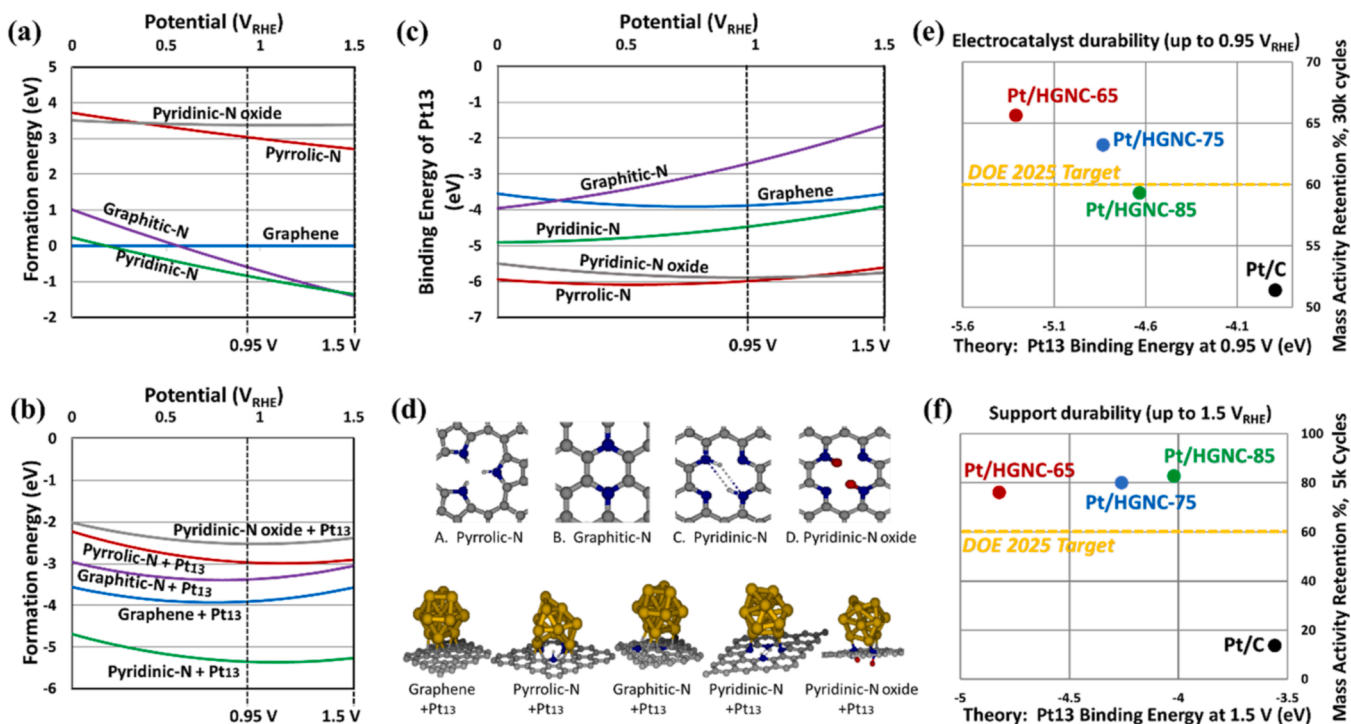 (a)
Potential (VRHE)
0 0.5 1 1.5
Formation energy (eV)
5
4
3
2
1
0
-1
-2
Pyridinic-N oxide
Pyrrolic-N
Graphitic-N
Graphene
Pyridinic-N
0.95 V 1.5 V
(b)
Potential (VRHE)
0 0.5 1 1.5
Formation energy (eV)
0
-1
-2
-3
-4
-5
-6
Pyridinic-N oxide + Pt13
Pyrrolic-N + Pt13
Graphitic-N + Pt13
Graphene + Pt13
Pyridinic-N + Pt13
0.95 V 1.5 V
(c)
Potential (VRHE)
0 0.5 1 1.5
Binding Energy of Pt13
(eV)
0
-1
-2
-3
-4
-5
-6
-7
Graphitic-N
Graphene
Pyridinic-N
Pyridinic-N oxide
Pyrrolic-N
0.95 V 1.5 V
(d)
A. Pyrrolic-N B. Graphitic-N C. Pyridinic-N D. Pyridinic-N oxide
Graphene Pyrrolic-N Graphitic-N Pyridinic-N Pyridinic-N oxide
+Pt13 +Pt13 +Pt13 +Pt13 +Pt13
(e)
Electrocatalyst durability (up to 0.95 VRHE)
70
65
60
55
50
Mass Activity Retention %, 30k cycles
Pt/HGNC-65
Pt/HGNC-75
DOE 2025 Target
Pt/HGNC-85
Pt/C
-5.6 -5.1 -4.6 -4.1
Theory: Pt13 Binding Energy at 0.95 V (eV)
(f)
Support durability (up to 1.5 VRHE)
100
80
60
40
20
0
Mass Activity Retention %, 5k Cycles
Pt/HGNC-65
Pt/HGNC-85
Pt/HGNC-75
DOE 2025 Target
Pt/C
-5 -4.5 -4 -3.5
Theory: Pt13 Binding Energy at 1.5 V (eV)